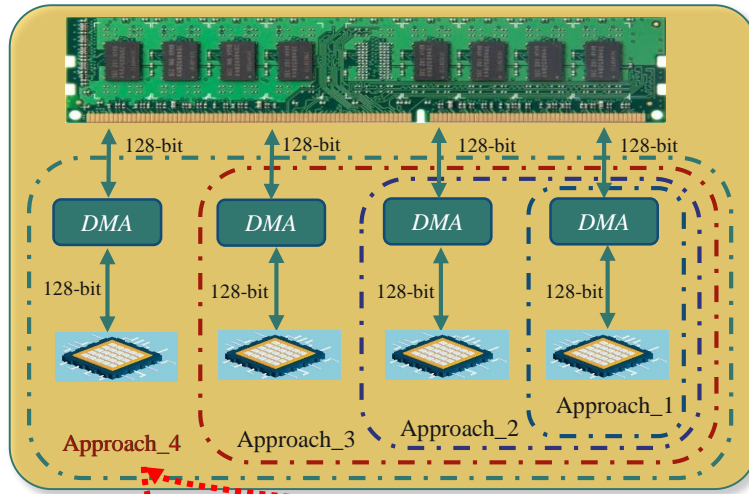 128-bit 128-bit 128-bit 128-bit
DMA DMA DMA DMA
128-bit 128-bit 128-bit 128-bit
Approach_4 Approach_3 Approach_2 Approach_1